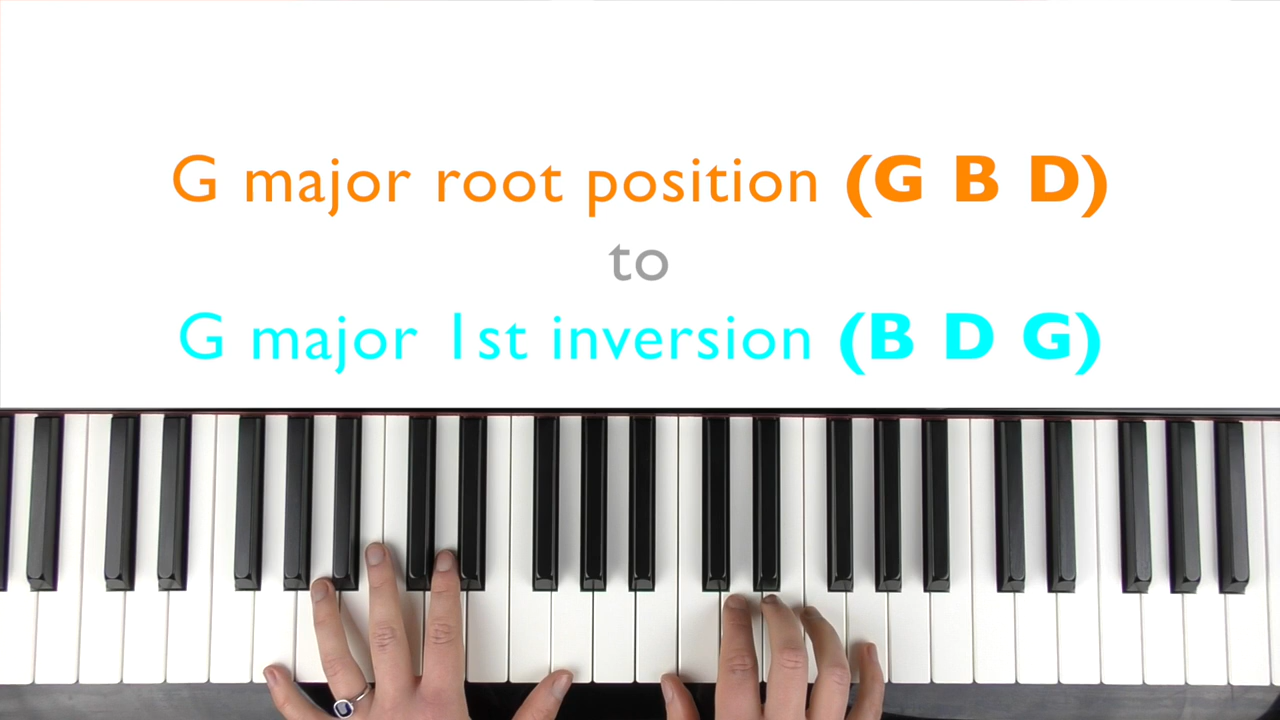 G major root position (G B D)
to
G major 1st inversion (B D G)